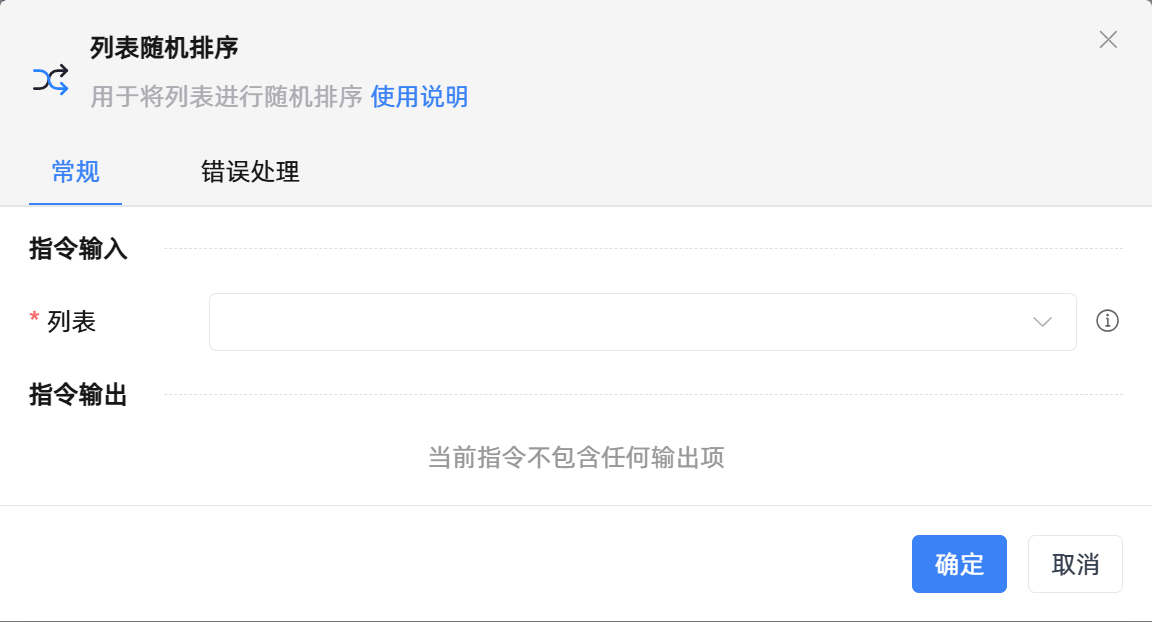 列表随机排序
用于将列表进行随机排序 使用说明
常规 错误处理
指令输入
* 列表
指令输出
当前指令不包含任何输出项
确定 取消